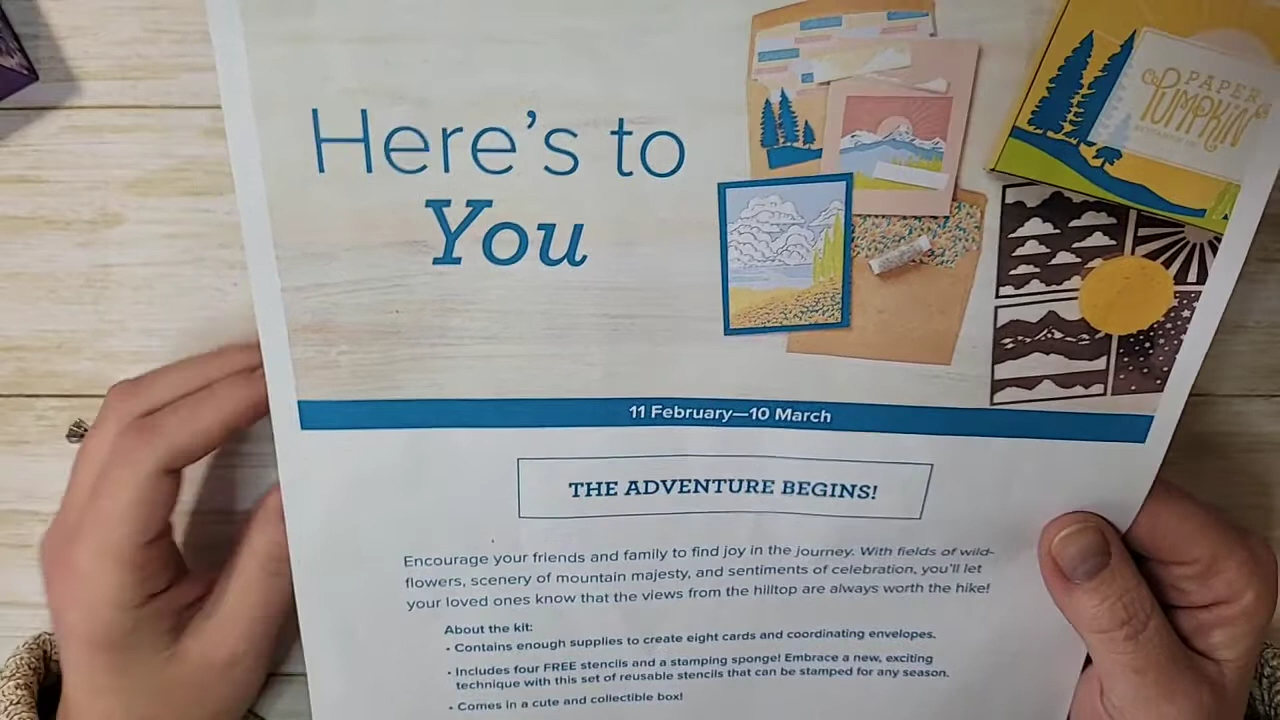 Here's to
You
PAPER
PUMPKIN
11 February—10 March
THE ADVENTURE BEGINS!
Encourage your friends and family to find joy in the journey. With fields of wild-
flowers, scenery of mountain majesty, and sentiments of celebration, you'll let
your loved ones know that the views from the hilltop are always worth the hike!
About the kit:
• Contains enough supplies to create eight cards and coordinating envelopes.
• Includes four FREE stencils and a stamping sponge! Embrace a new, exciting
technique with this set of reusable stencils that can be stamped for any season.
• Comes in a cute and collectible box!